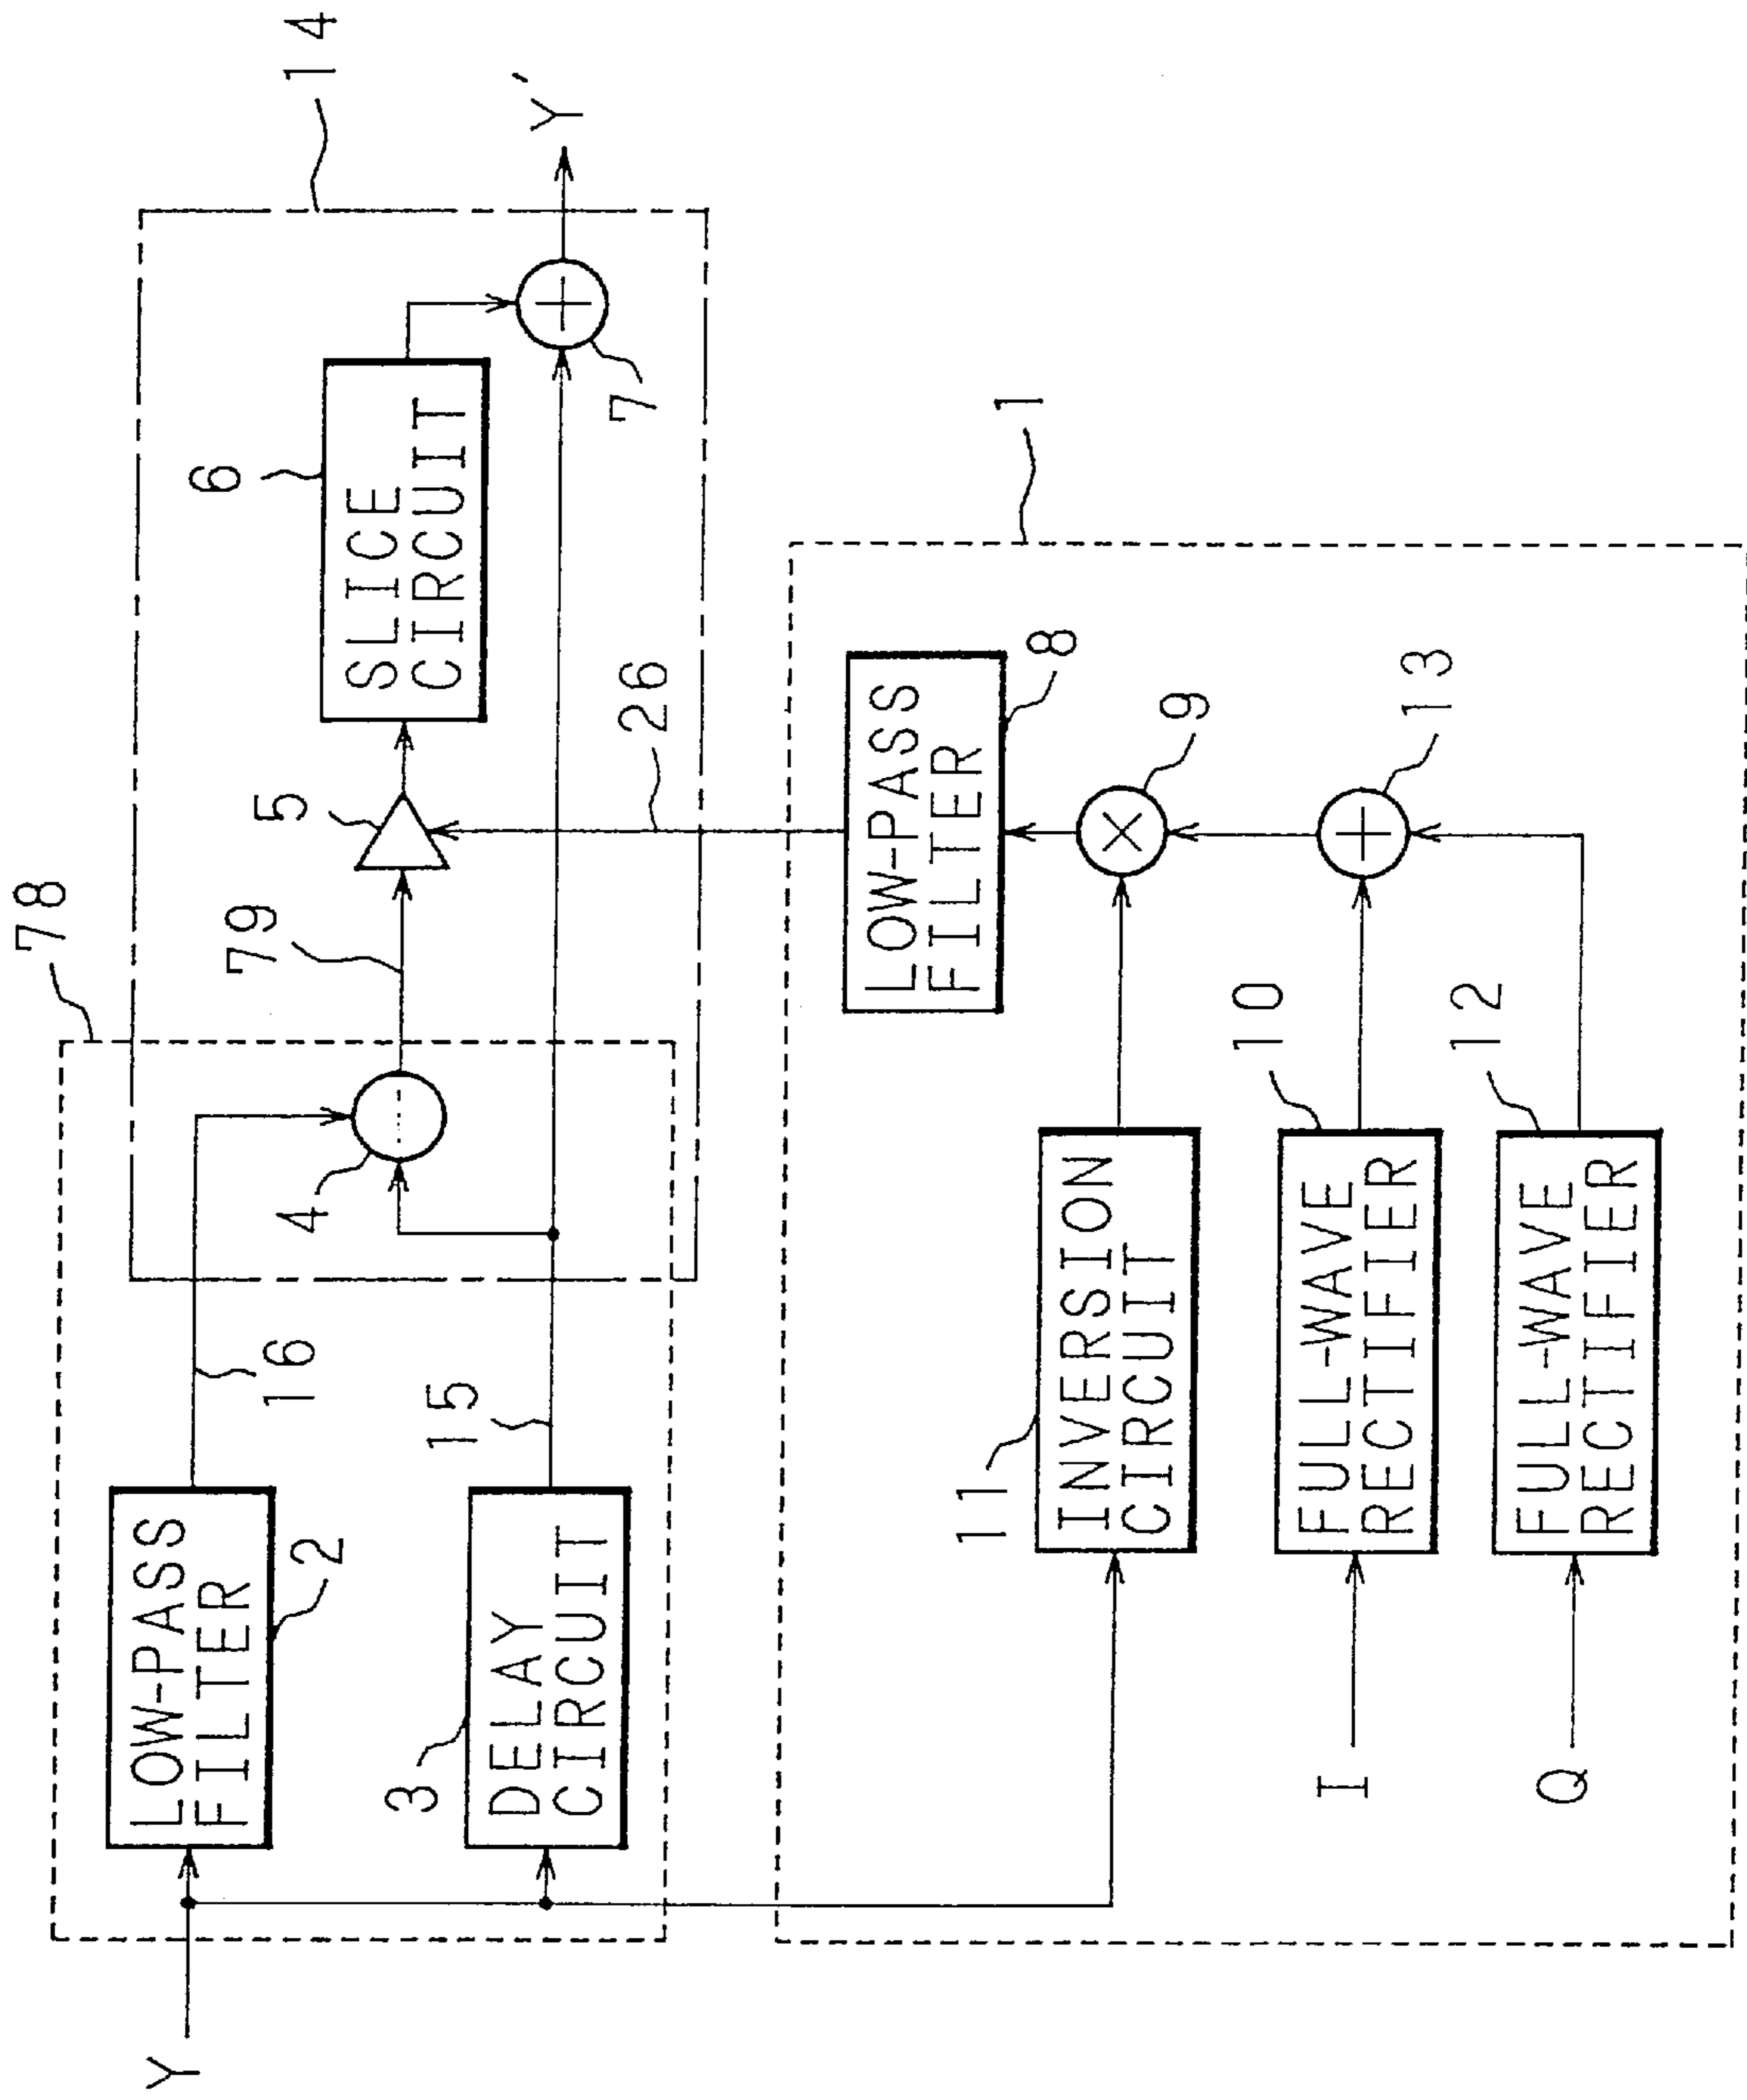 14
Y'
6
SLICE
CIRCUIT
7
5
26
79
78
4
16
15
LOW-PASS
FILTER
2
3
DELAY
CIRCUIT
Y
1
LOW-PASS
FILTER
8
9
13
10
12
11
INVERSION
CIRCUIT
FULL-WAVE
RECTIFIER
FULL-WAVE
RECTIFIER
I
Q